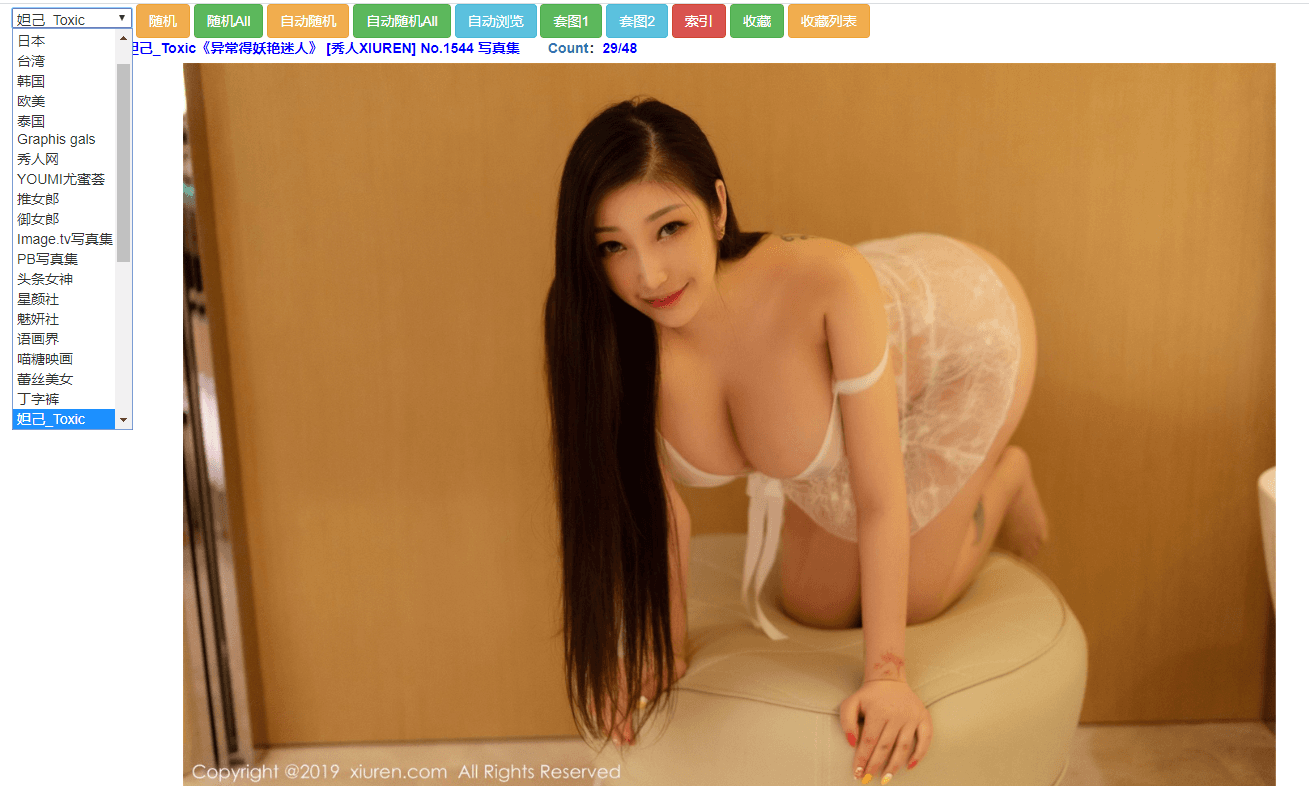 妲己_Toxic
随机
随机All
自动随机
自动随机All
自动浏览
套图1
套图2
索引
收藏
收藏列表
妲己_Toxic《异常得妖艳迷人》 [秀人XIUREN] No.1544 写真集 Count：29/48
日本
台湾
韩国
欧美
泰国
Graphis gals
秀人网
YOUMI尤蜜荟
推女郎
御女郎
Image.tv写真集
PB写真集
头条女神
星颜社
魅妍社
语画界
喵糖映画
蕾丝美女
丁字裤
妲己_Toxic
Copyright @2019 xiuren.com All Rights Reserved